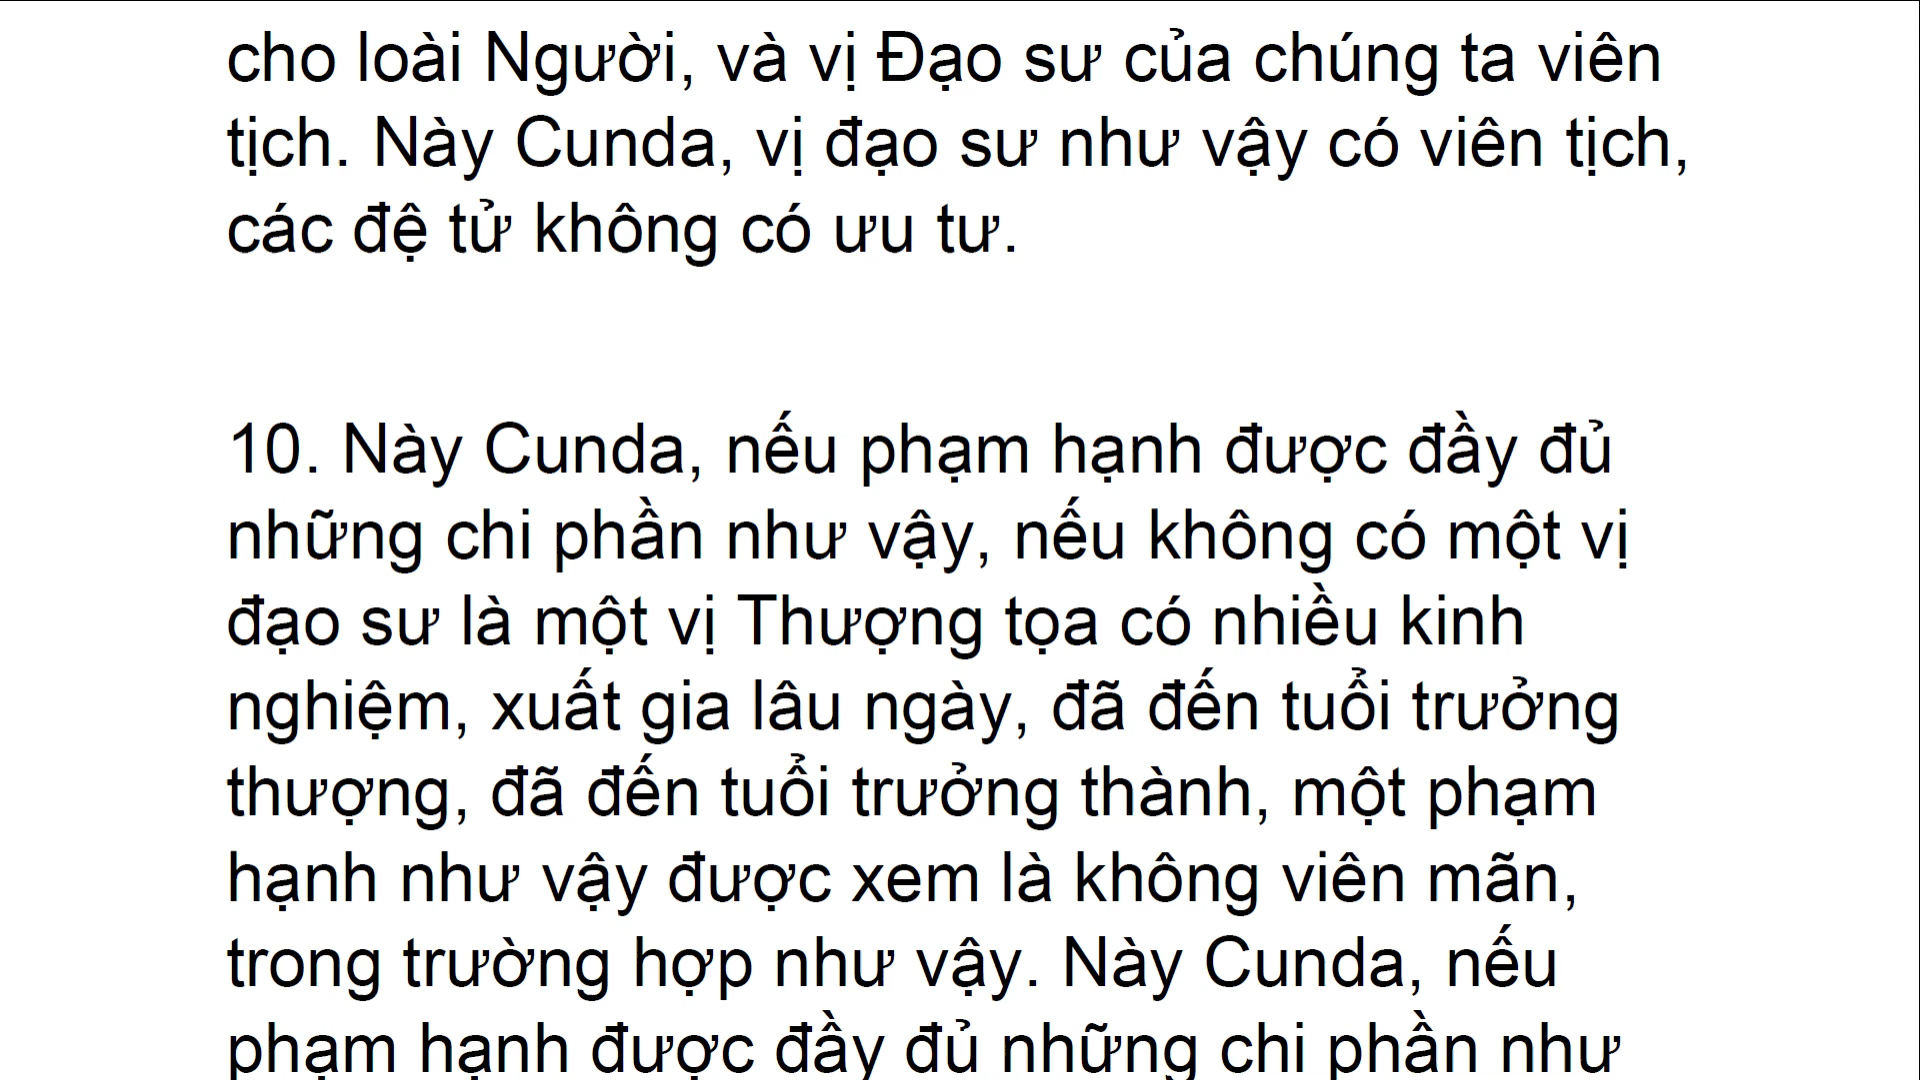 cho loài Người, và vị Đạo sư của chúng ta viên
tịch. Này Cunda, vị đạo sư như vậy có viên tịch,
các đệ tử không có ưu tư.
10. Này Cunda, nếu phạm hạnh được đầy đủ
những chi phần như vậy, nếu không có một vị
đạo sư là một vị Thượng tọa có nhiều kinh
nghiệm, xuất gia lâu ngày, đã đến tuổi trưởng
thượng, đã đến tuổi trưởng thành, một phạm
hạnh như vậy được xem là không viên mãn,
trong trường hợp như vậy. Này Cunda, nếu
phạm hạnh được đầy đủ những chi phần như